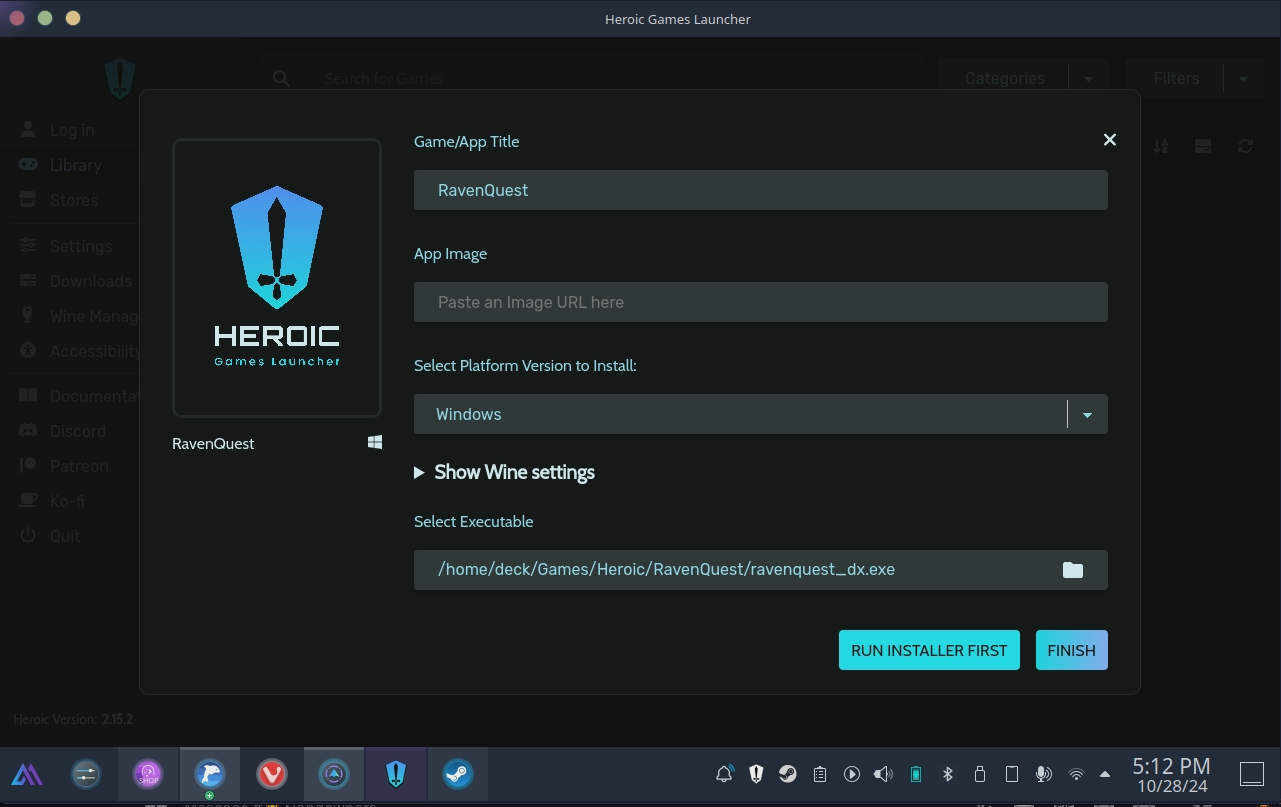 Heroic Games Launcher
Search for Games
Categories
Filters
Log in
Library
Stores
Settings
Downloads
Wine Manag
Accessibility
Documentat
Discord
Patreon
Ko-fi
Quit
Heroic Version: 2.15.2
HEROIC
Games Launcher
RavenQuest
Game/App Title
RavenQuest
App Image
Paste an Image URL here
Select Platform Version to Install:
Windows
Show Wine settings
Select Executable
/home/deck/Games/Heroic/RavenQuest/ravenquest_dx.exe
RUN INSTALLER FIRST
FINISH
SHOP
5:12 PM
10/28/24